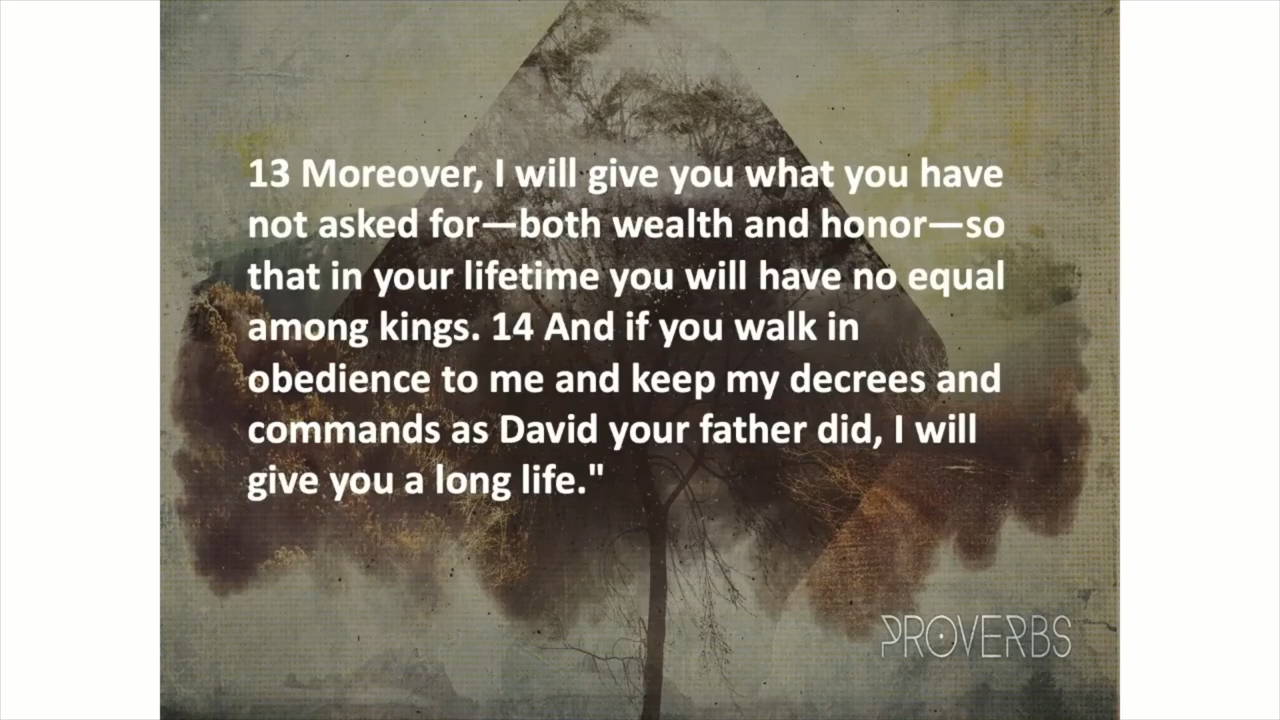 13 Moreover, I will give you what you have
not asked for—both wealth and honor—so
that in your lifetime you will have no equal
among kings. 14 And if you walk in
obedience to me and keep my decrees and
commands as David your father did, I will
give you a long life."
PROVERBS